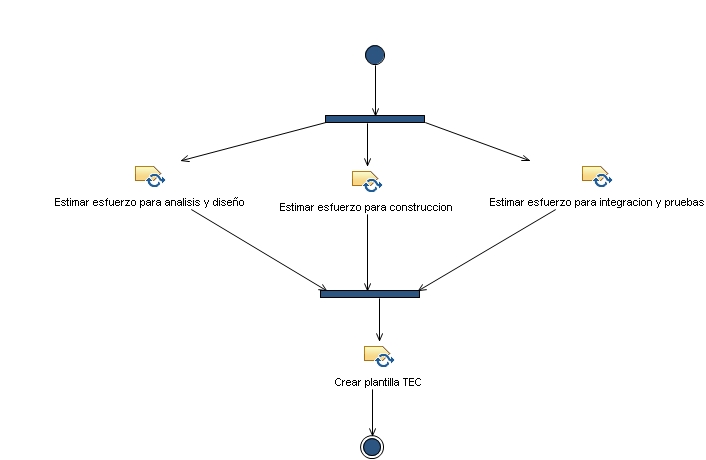 Estimar esfuerzo para analisis y diseño
Estimar esfuerzo para construccion
Estimar esfuerzo para integracion y pruebas
Crear plantilla TEC